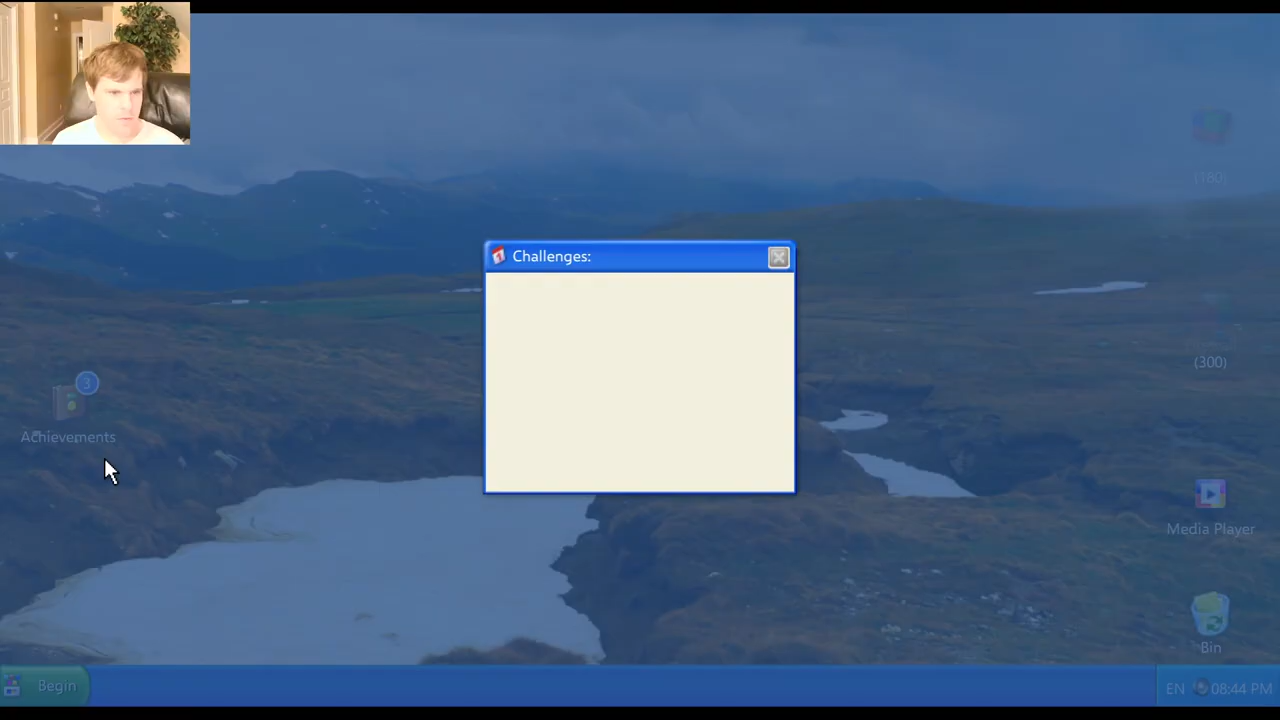 (180)
Challenges:
(300)
3
Achievements
Media Player
Bin
Begin
EN 08:44 PM